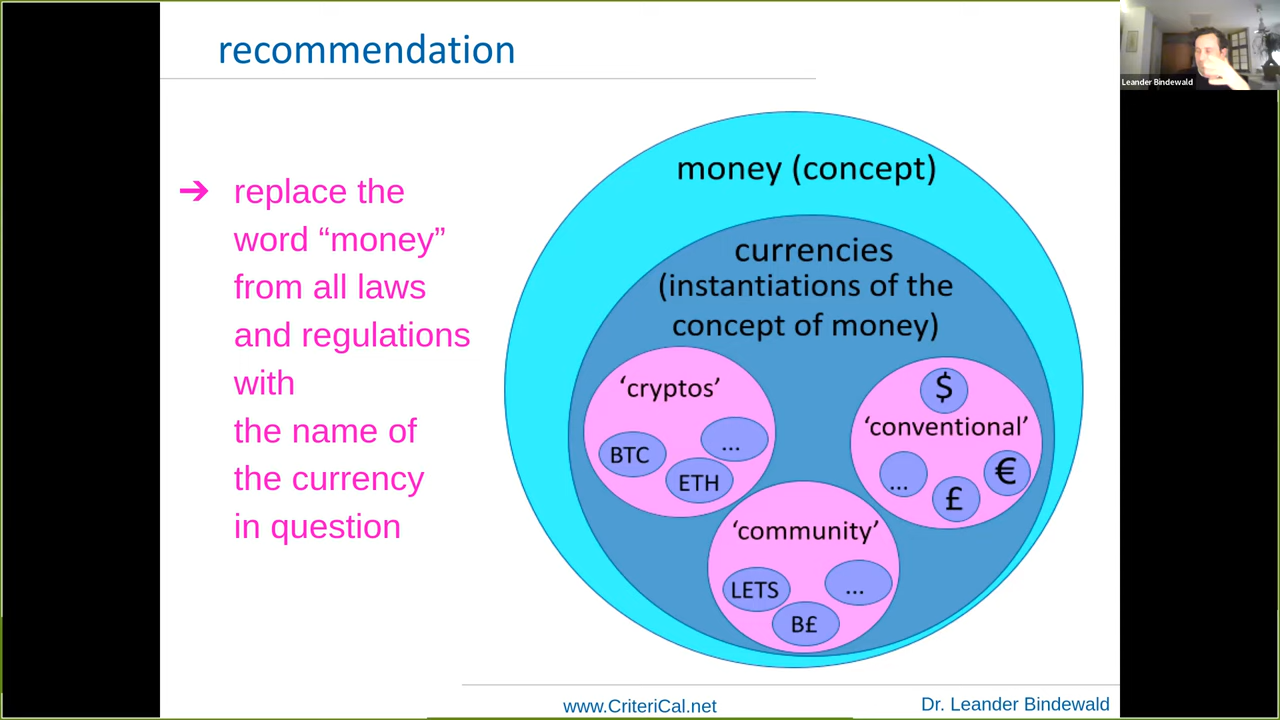 recommendation
Leander Bindewald
➔ replace the
word “money”
from all laws
and regulations
with
the name of
the currency
in question
money (concept)
currencies
(instantiations of the
concept of money)
‘cryptos’
BTC
ETH
...
$
‘conventional’
...
£
€
‘community’
LETS
B£
...
www.CriteriCal.net
Dr. Leander Bindewald